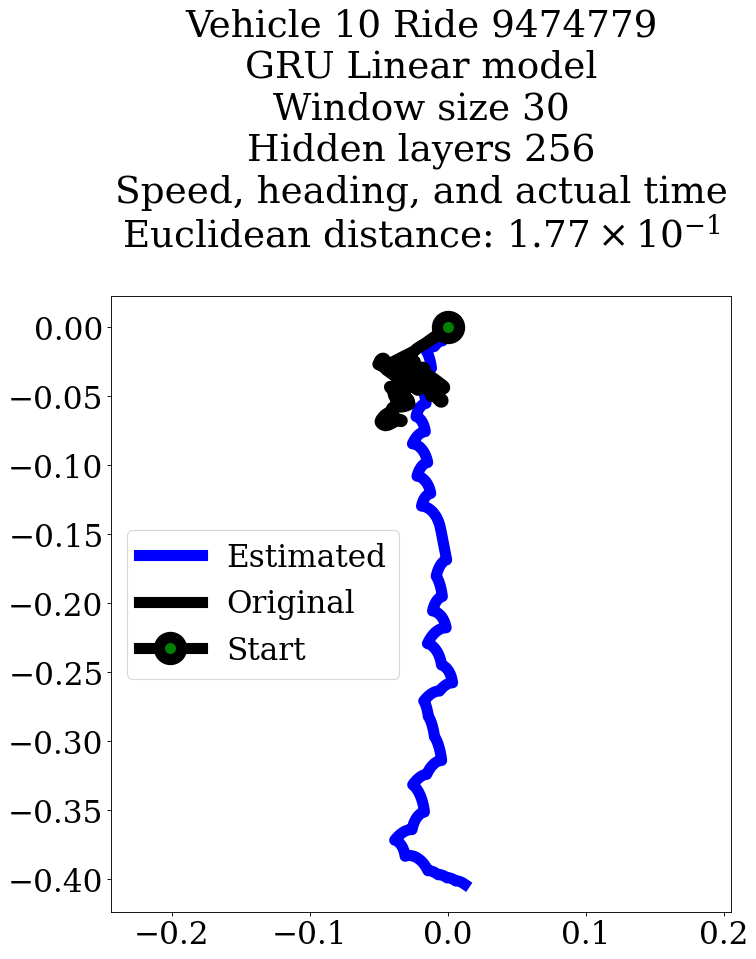 Vehicle 10 Ride 9474779
GRU Linear model
Window size 30
Hidden layers 256
Speed, heading, and actual time
Euclidean distance: 1.77 × 10⁻¹
0.00
−0.05
−0.10
−0.15
−0.20
−0.25
−0.30
−0.35
−0.40
Estimated
Original
Start
−0.2
−0.1
0.0
0.1
0.2